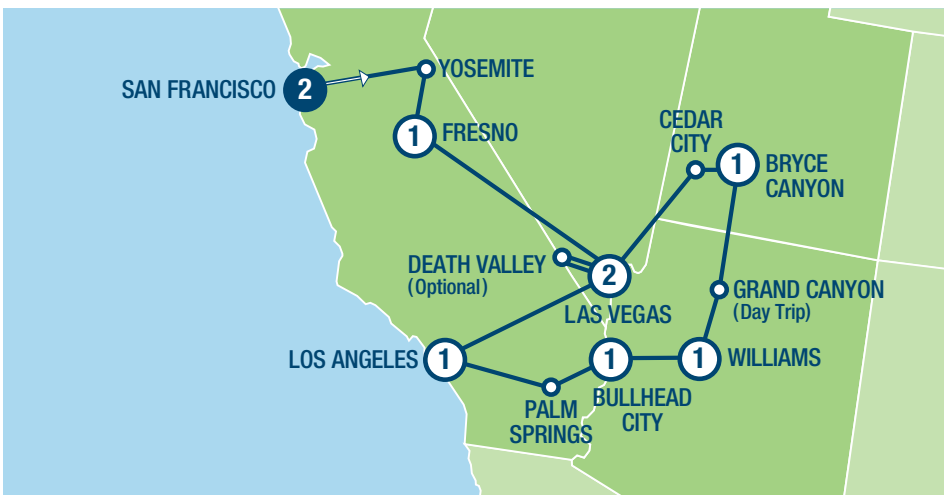 YOSEMITE
SAN FRANCISCO
2
1
FRESNO
CEDAR
CITY
1
BRYCE
CANYON
DEATH VALLEY
(Optional)
2
LAS VEGAS
GRAND CANYON
(Day Trip)
LOS ANGELES
1
1
1
WILLIAMS
PALM
SPRINGS
BULLHEAD
CITY